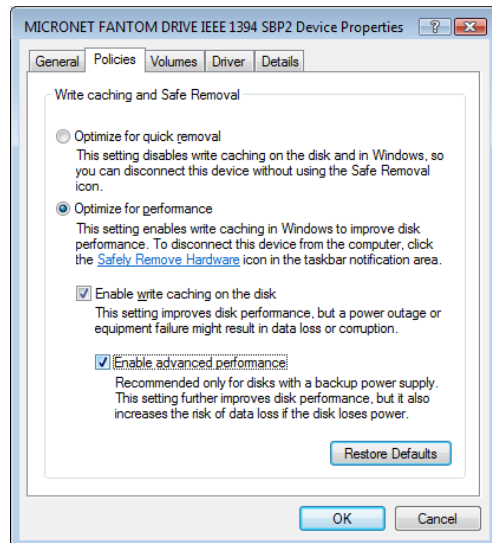 MICRONET FANTOM DRIVE IEEE 1394 SBP2 Device Properties
General Policies Volumes Driver Details
Write caching and Safe Removal
Optimize for quick removal
This setting disables write caching on the disk and in Windows, so
you can disconnect this device without using the Safe Removal
icon.
Optimize for performance
This setting enables write caching in Windows to improve disk
performance. To disconnect this device from the computer, click
the Safely Remove Hardware icon in the taskbar notification area.
Enable write caching on the disk
This setting improves disk performance, but a power outage or
equipment failure might result in data loss or corruption.
Enable advanced performance
Recommended only for disks with a backup power supply.
This setting further improves disk performance, but it also
increases the risk of data loss if the disk loses power.
Restore Defaults
OK Cancel